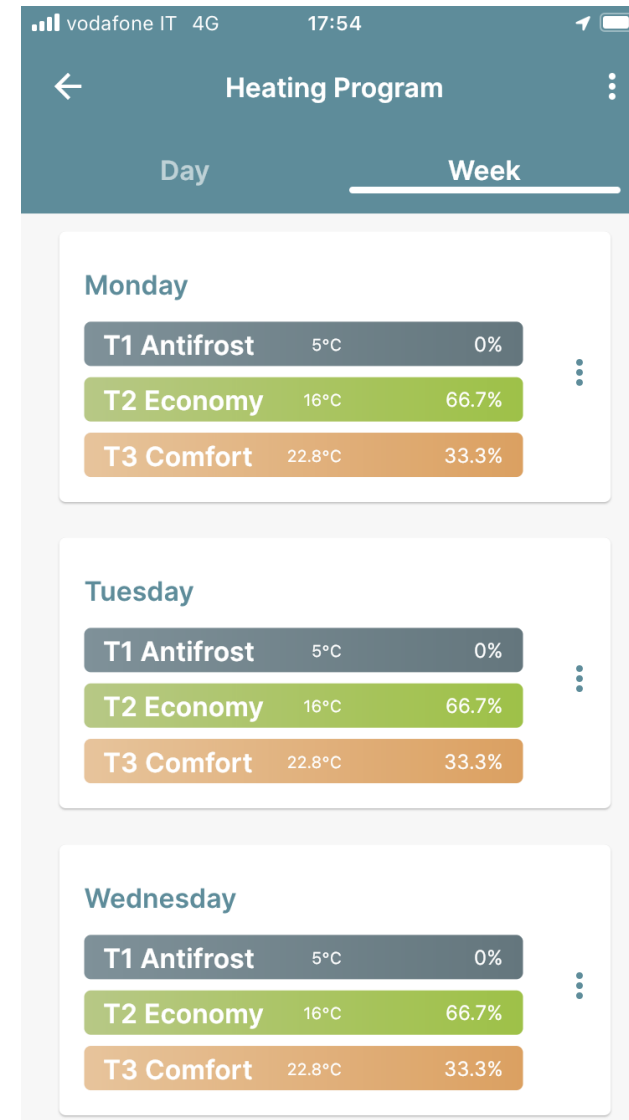 vodafone IT 4G 17:54
Heating Program
Day Week
Monday
T1 Antifrost 5°C 0%
T2 Economy 16°C 66.7%
T3 Comfort 22.8°C 33.3%
Tuesday
T1 Antifrost 5°C 0%
T2 Economy 16°C 66.7%
T3 Comfort 22.8°C 33.3%
Wednesday
T1 Antifrost 5°C 0%
T2 Economy 16°C 66.7%
T3 Comfort 22.8°C 33.3%